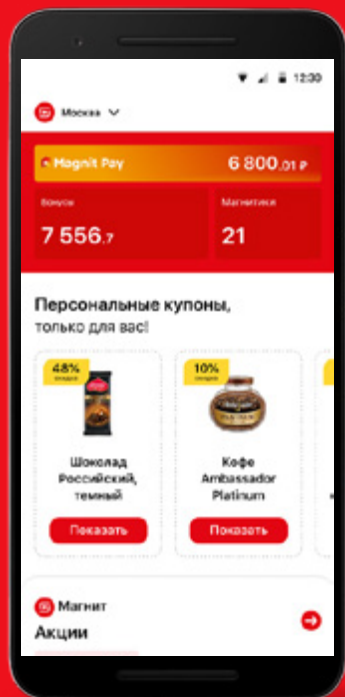 12:30
Москва
Magnit Pay
6 800.01 ₽
Бонусы
Магнитики
7 556.7
21
Персональные купоны,
только для вас!
48%
скидка
10%
скидка
Шоколад
Российский,
темный
Кофе
Ambassador
Platinum
Показать
Показать
Магнит
Акции